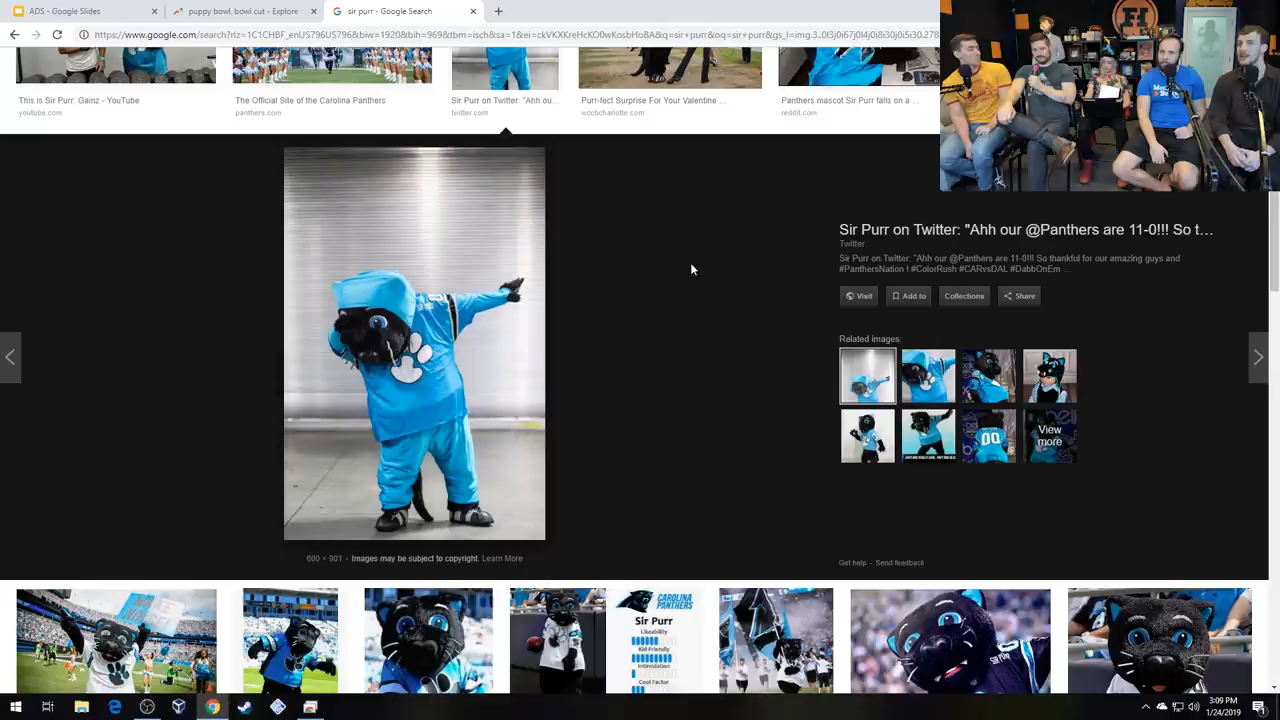 ADS - Google Slides
puppy bowl, bowl cut - Explore
sir purr - Google Search
This is Sir Purr: Gainz - YouTube
youtube.com
The Official Site of the Carolina Panthers
panthers.com
Sir Purr on Twitter: "Ahh ou...
twitter.com
Purr-fect Surprise For Your Valentine ...
wccbcharlotte.com
Panthers mascot Sir Purr falls on a ...
reddit.com
Sir Purr on Twitter: "Ahh our @Panthers are 11-0!!! So t...
Twitter
Sir Purr on Twitter: "Ahh our @Panthers are 11-0!!! So thankful for our amazing guys and
#PanthersNation ! #ColorRush #CARvsDAL #DabbOnEm ...
Visit
Add to
Collections
Share
Related images:
00
View
more
600 × 901 - Images may be subject to copyright. Learn More
Get help - Send feedback
CAROLINA
PANTHERS
Sir Purr
Likeability
Kid-Friendly
Intimidation
Cool Factor
SIR PURR
3:09 PM
1/24/2019